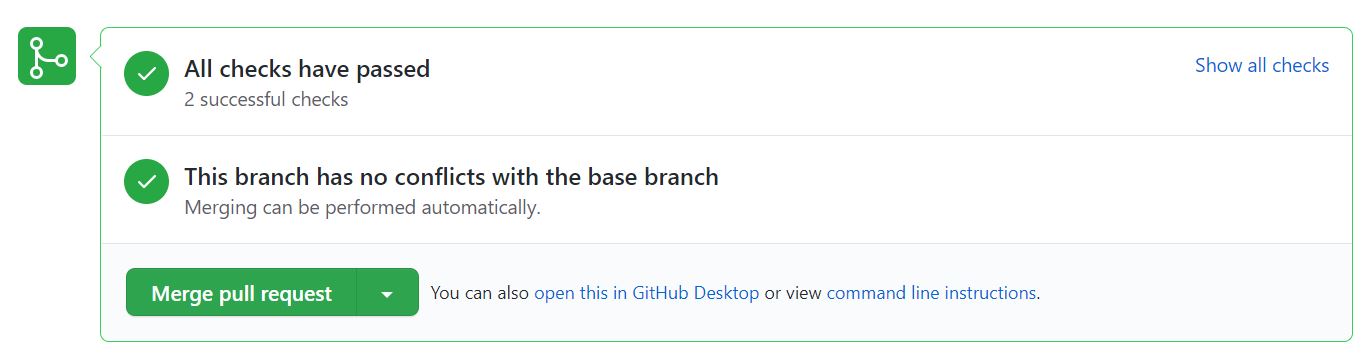 All checks have passed
Show all checks
2 successful checks
This branch has no conflicts with the base branch
Merging can be performed automatically.
Merge pull request
You can also open this in GitHub Desktop or view command line instructions.